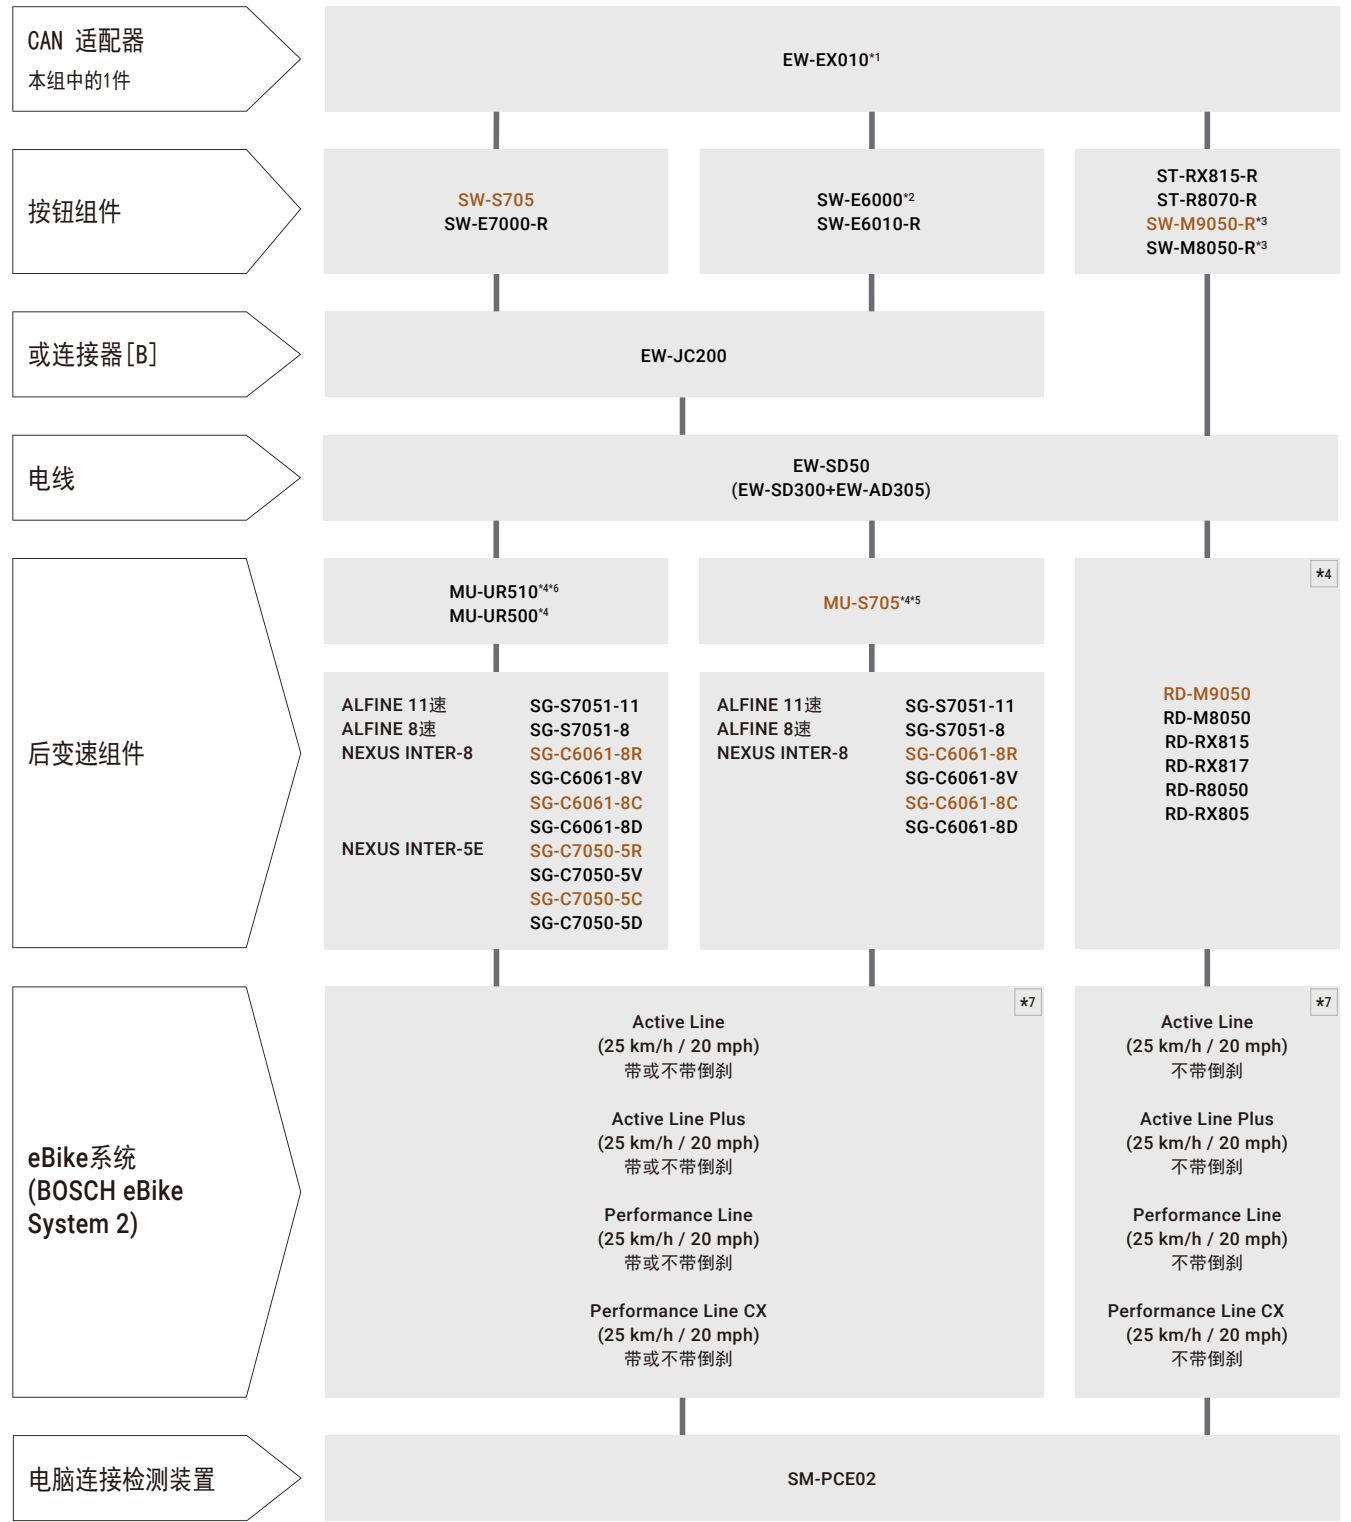 CAN 适配器
本组中的1件
EW-EX010*1
按钮组件
SW-S705
SW-E7000-R
SW-E6000*2
SW-E6010-R
ST-RX815-R
ST-R8070-R
SW-M9050-R*3
SW-M8050-R*3
或连接器[B]
EW-JC200
电线
EW-SD50
(EW-SD300+EW-AD305)
后变速组件
MU-UR510*4*6
MU-UR500*4
ALFINE 11速 SG-S7051-11
ALFINE 8速 SG-S7051-8
NEXUS INTER-8 SG-C6061-8R
SG-C6061-8V
SG-C6061-8C
SG-C6061-8D
NEXUS INTER-5E SG-C7050-5R
SG-C7050-5V
SG-C7050-5C
SG-C7050-5D
MU-S705*4*5
ALFINE 11速 SG-S7051-11
ALFINE 8速 SG-S7051-8
NEXUS INTER-8 SG-C6061-8R
SG-C6061-8V
SG-C6061-8C
SG-C6061-8D
*4
RD-M9050
RD-M8050
RD-RX815
RD-RX817
RD-R8050
RD-RX805
eBike系统
(BOSCH eBike
System 2)
*7
Active Line
(25 km/h / 20 mph)
带或不带倒刹
Active Line Plus
(25 km/h / 20 mph)
带或不带倒刹
Performance Line
(25 km/h / 20 mph)
带或不带倒刹
Performance Line CX
(25 km/h / 20 mph)
带或不带倒刹
*7
Active Line
(25 km/h / 20 mph)
不带倒刹
Active Line Plus
(25 km/h / 20 mph)
不带倒刹
Performance Line
(25 km/h / 20 mph)
不带倒刹
Performance Line CX
(25 km/h / 20 mph)
不带倒刹
电脑连接检测装置
SM-PCE02